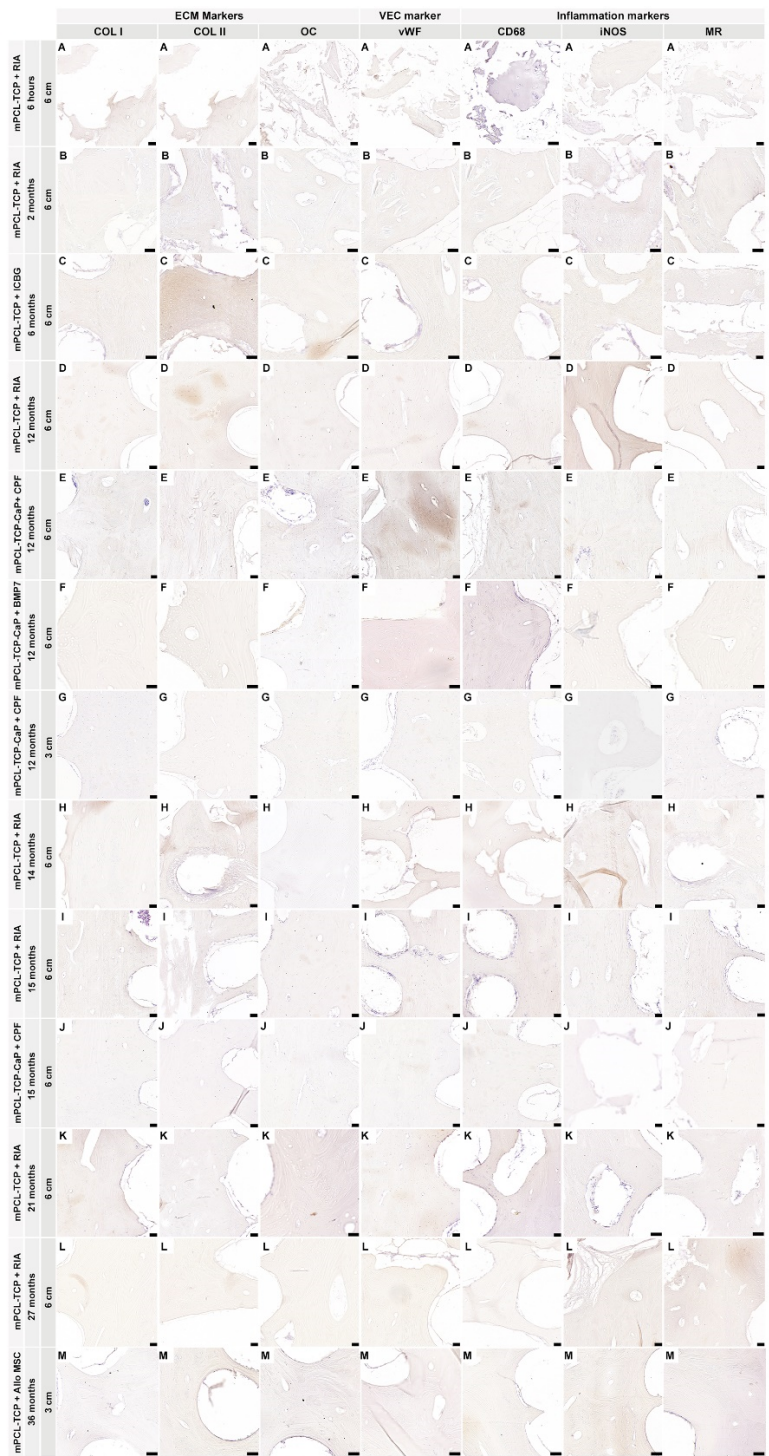 ECM Markers VEC marker Inflammation markers
COL I COL II OC vWF CD68 iNOS MR
mPCL-TCP + RIA
6 hours
6 cm
A A A A A A A
mPCL-TCP + RIA
2 months
6 cm
B B B B B B B
mPCL-TCP + ICBG
6 months
6 cm
C C C C C C C
mPCL-TCP + RIA
12 months
6 cm
D D D D D D D
mPCL-TCP-CaP+ CPF
12 months
6 cm
E E E E E E E
mPCL-TCP-CaP + BMP7
12 months
6 cm
F F F F F F F
mPCL-TCP-CaP + CPF
12 months
3 cm
G G G G G G G
mPCL-TCP + RIA
14 months
6 cm
H H H H H H H
mPCL-TCP + RIA
15 months
6 cm
I I I I I I I
mPCL-TCP-CaP + CPF
15 months
6 cm
J J J J J J J
mPCL-TCP + RIA
21 months
6 cm
K K K K K K K
mPCL-TCP + RIA
27 months
6 cm
L L L L L L L
mPCL-TCP + Allo MSC
36 months
3 cm
M M M M M M M